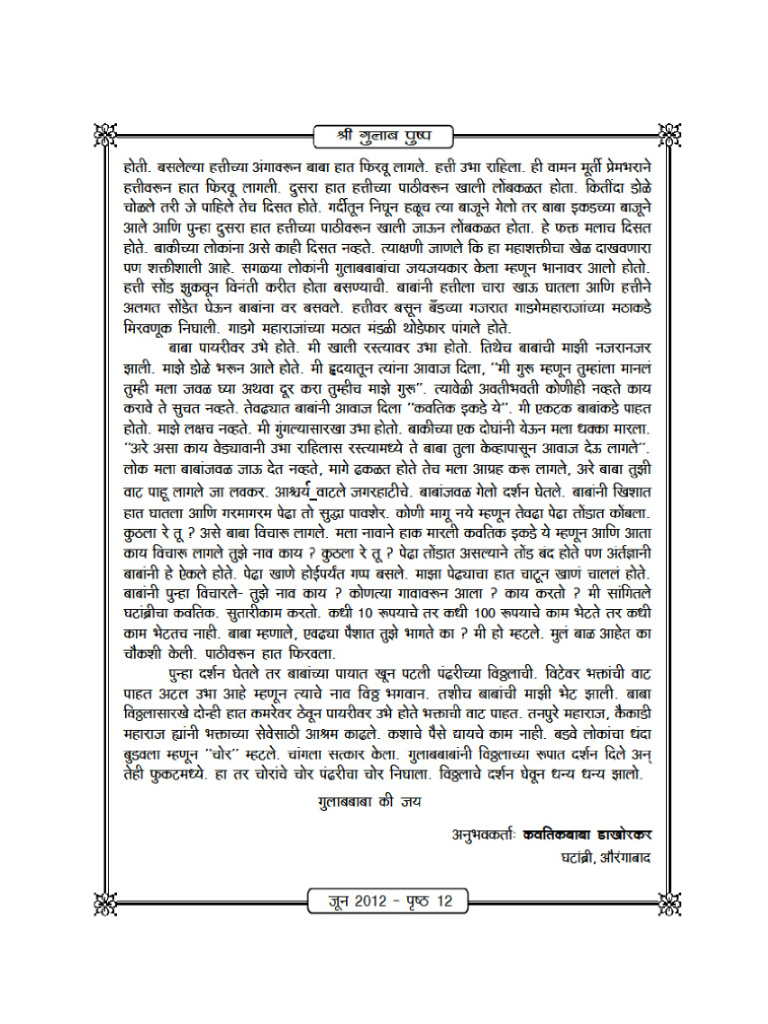 श्री गुलाब पुष्प
होती. बसलेल्या हत्तीच्या अंगावरून बाबा हात फिरवू लागले. हत्ती उभा राहिला. ही वामन मूर्ती प्रेमभराने
हत्तीवरून हात फिरवू लागली. दुसरा हात हत्तीच्या पाठीवरून खाली लोंबकळत होता. कितींदा डोळे
चोळले तरी जे पाहिले तेच दिसत होते. गर्दीतून निघून हळूच त्या बाजूने गेलो तर बाबा इकडच्या बाजूने
आले आणि पुन्हा दुसरा हात हत्तीच्या पाठीवरून खाली जाऊन लोंबकळत होता. हे फक्त मलाच दिसत
होते. बाकीच्या लोकांना असे काही दिसत नव्हते. त्याक्षणी जाणले कि हा महाशक्तीचा खेळ दाखवणारा
पण शक्तीशाली आहे. सगळ्या लोकांनी गुलाबबाबांचा जयजयकार केला म्हणून भानावर आलो होतो.
हत्ती सोंड झुकवून विनंती करीत होता बसण्याची. बाबांनी हत्तीला चारा खाऊ घातला आणि हत्तीने
अलगत सोंडेत घेऊन बाबांना वर बसवले. हत्तीवर बसून बँडच्या गजरात गाडगेमहाराजांच्या मठाकडे
मिरवणूक निघाली. गाडगे महाराजांच्या मठात मंडळी थोडेफार पांगले होते.
बाबा पायरीवर उभे होते. मी खाली रस्त्यावर उभा होतो. तिथेच बाबांची माझी नजरानजर
झाली. माझे डोळे भरून आले होते. मी हृदयातून त्यांना आवाज दिला, ''मी गुरू म्हणून तुम्हांला मानलं
तुम्ही मला जवळ घ्या अथवा दूर करा तुम्हीच माझे गुरू''. त्यावेळी अवतीभवती कोणीही नव्हते काय
करावे ते सुचत नव्हते. तेवढ्यात बाबांनी आवाज दिला ''कवतिक इकडे ये''. मी एकटक बाबांकडे पाहत
होतो. माझे लक्षच नव्हते. मी गुंगल्यासारखा उभा होतो. बाकीच्या एक दोघांनी येऊन मला धक्का मारला.
''अरे असा काय वेड्यावानी उभा राहिलास रस्त्यामध्ये ते बाबा तुला केव्हापासून आवाज देऊ लागले''.
लोक मला बाबांजवळ जाऊ देत नव्हते, मागे ढकळत होते तेच मला आग्रह करू लागले, अरे बाबा तुझी
वाट पाहू लागले जा लवकर. आश्चर्य_वाटले जगरहाटीचे. बाबांजवळ गेलो दर्शन घेतले. बाबांनी खिशात
हात घातला आणि गरमागरम पेढा तो सुद्धा पावशेर. कोणी मागू नये म्हणून तेवढा पेढा तोंडात कोंबला.
कुठला रे तू ? असे बाबा विचारू लागले. मला नावाने हाक मारली कवतिक इकडे ये म्हणून आणि आता
काय विचारू लागले तुझे नाव काय ? कुठला रे तू ? पेढा तोंडात असल्याने तोंड बंद होते पण अंर्तज्ञानी
बाबांनी हे ऐकले होते. पेढा खाणे होईपर्यंत गप्प बसले. माझा पेढ्याचा हात चाटून खाणं चाललं होते.
बाबांनी पुन्हा विचारले- तुझे नाव काय ? कोणत्या गावावरून आला ? काय करतो ? मी सांगितले
घटांब्रीचा कवतिक. सुतारीकाम करतो. कधी 10 रूपयाचे तर कधी 100 रूपयाचे काम भेटते तर कधी
काम भेटतच नाही. बाबा म्हणाले, एवढ्या पैशात तुझे भागते का ? मी हो म्हटले. मुलं बाळ आहेत का
चौकशी केली. पाठीवरून हात फिरवला.
पुन्हा दर्शन घेतले तर बाबांच्या पायात खून पटली पंढरीच्या विठ्ठलाची. विटेवर भक्तांची वाट
पाहत अटल उभा आहे म्हणून त्याचे नाव विठ्ठ भगवान. तशीच बाबांची माझी भेट झाली. बाबा
विठ्ठलासारखे दोन्ही हात कमरेवर ठेवून पायरीवर उभे होते भक्ताची वाट पाहत. तनपुरे महाराज, कैकाडी
महाराज ह्यांनी भक्ताच्या सेवेसाठी आश्रम काढले. कशाचे पैसे द्यायचे काम नाही. बडवे लोकांचा धंदा
बुडवला म्हणून ''चोर'' म्हटले. चांगला सत्कार केला. गुलाबबाबांनी विठ्ठलाच्या रूपात दर्शन दिले अन्
तेही फुकटमध्ये. हा तर चोरांचे चोर पंढरीचा चोर निघाला. विठ्ठलाचे दर्शन घेवून धन्य धन्य झालो.
गुलाबबाबा की जय
अनुभवकर्ताः कवतिकबाबा डाखोरकर
घटांब्री, औरंगाबाद
जून 2012 - पृष्ठ 12